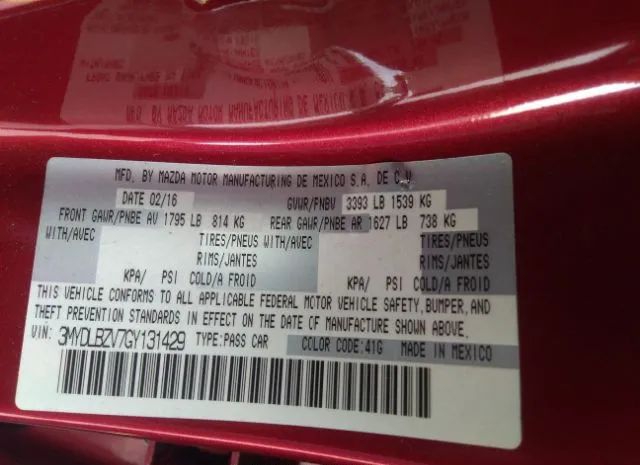 MFD. BY MAZDA MOTOR MANUFACTURING DE MEXICO S.A. DE C.V.
DATE 02/16 GVWR/PNBV 3393 LB 1539 KG
FRONT GAWR/PNBE AV 1795 LB 814 KG REAR GAWR/PNBE AR 1627 LB 738 KG
WITH/AVEC TIRES/PNEUS WITH/AVEC TIRES/PNEUS
RIMS/JANTES RIMS/JANTES
KPA/ PSI COLD/A FROID KPA/ PSI COLD/A FROID
THIS VEHICLE CONFORMS TO ALL APPLICABLE FEDERAL MOTOR VEHICLE SAFETY, BUMPER, AND
THEFT PREVENTION STANDARDS IN EFFECT ON THE DATE OF MANUFACTURE SHOWN ABOVE.
VIN: 3MYDLBZV7GY131429 TYPE:PASS CAR COLOR CODE:41G MADE IN MEXICO